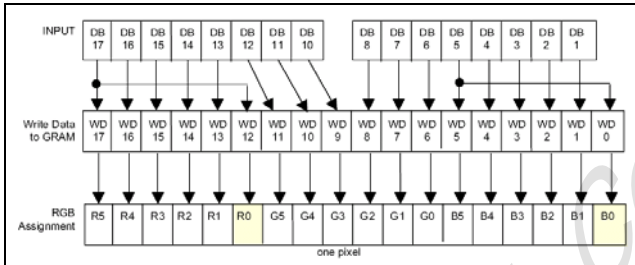 INPUT DB 17 DB 16 DB 15 DB 14 DB 13 DB 12 DB 11 DB 10 DB 8 DB 7 DB 6 DB 5 DB 4 DB 3 DB 2 DB 1
Write Data to GRAM WD 17 WD 16 WD 15 WD 14 WD 13 WD 12 WD 11 WD 10 WD 9 WD 8 WD 7 WD 6 WD 5 WD 4 WD 3 WD 2 WD 1 WD 0
RGB Assignment R5 R4 R3 R2 R1 R0 G5 G4 G3 G2 G1 G0 B5 B4 B3 B2 B1 B0
one pixel